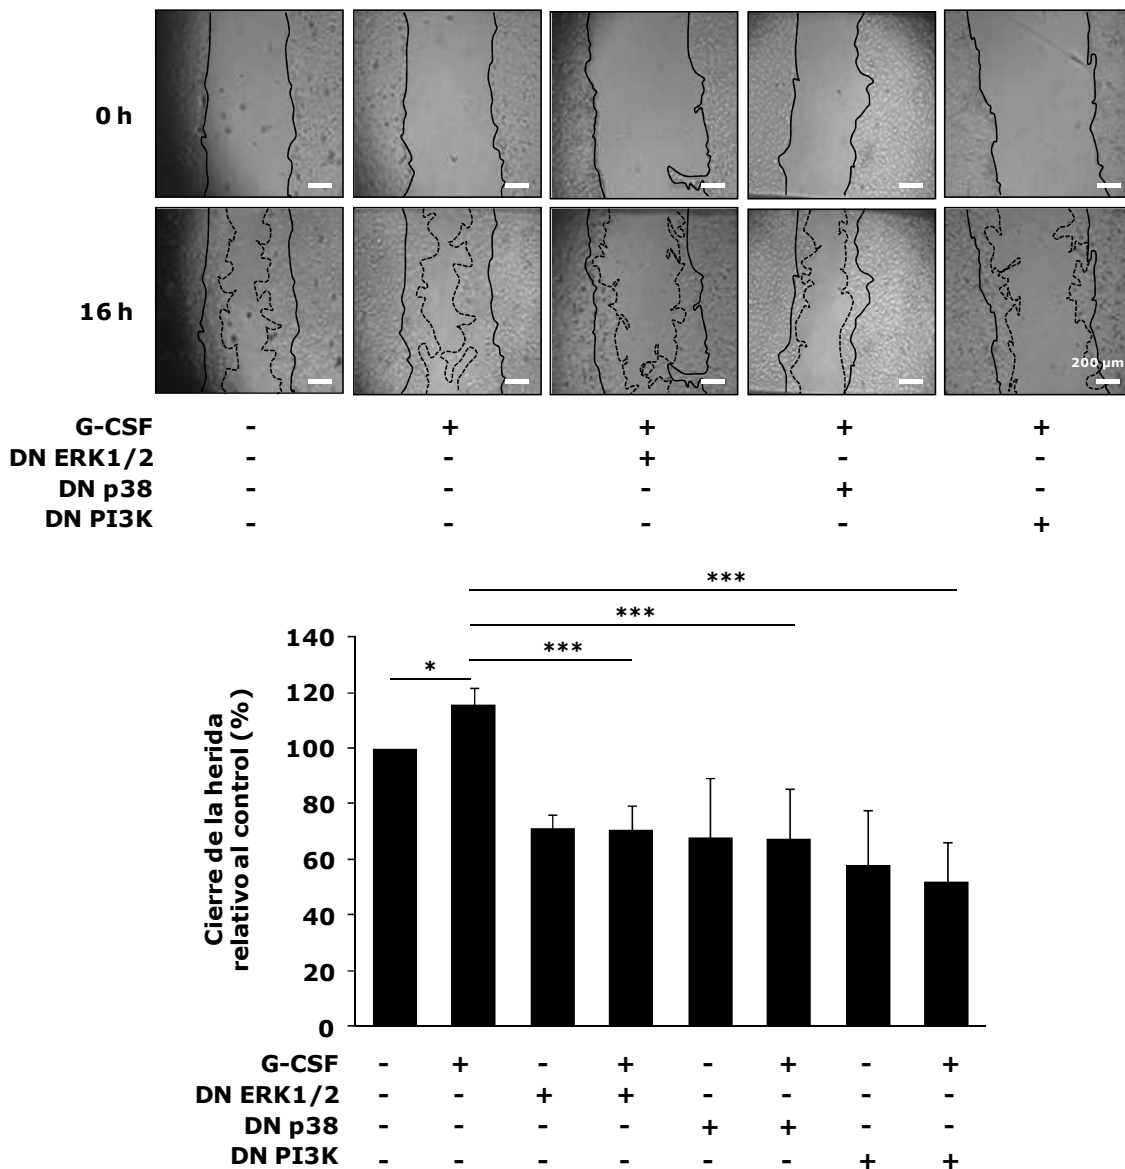 0 h
16 h
200 µm
G-CSF - + + + +
DN ERK1/2 - - + - -
DN p38 - - - + -
DN PI3K - - - - +
***
***
***
*
Cierre de la herida
relativo al control (%)
140
120
100
80
60
40
20
0
G-CSF - + - + - + - +
DN ERK1/2 - - + + - - - -
DN p38 - - - - + + - -
DN PI3K - - - - - - + +